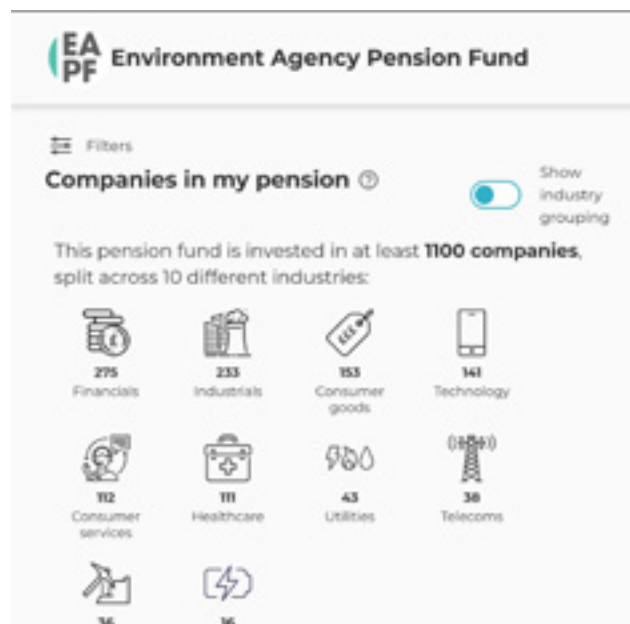 EA
PF
Environment Agency Pension Fund
Filters
Companies in my pension ?
Show
industry
grouping
This pension fund is invested in at least 1100 companies,
split across 10 different industries:
275 233 153 141
Financials Industrials Consumer goods Technology
112 111 43 38
Consumer services Healthcare Utilities Telecoms